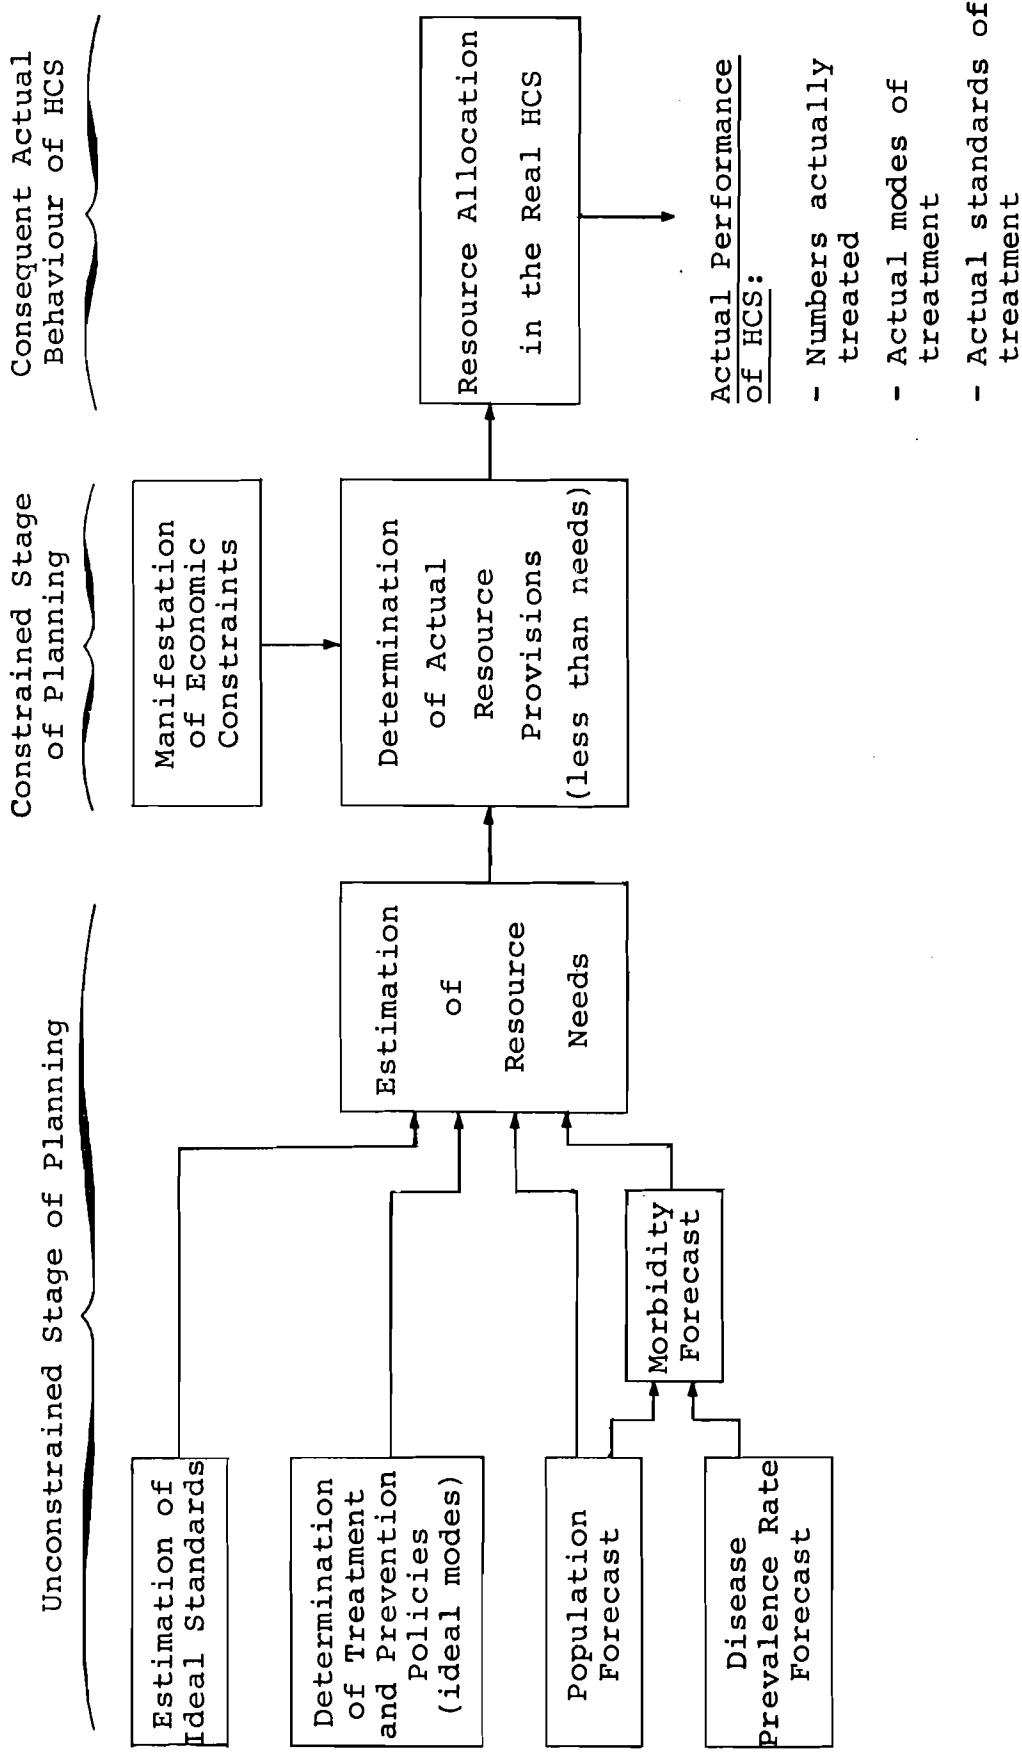 Unconstrained Stage of Planning
Constrained Stage
of Planning
Consequent Actual
Behaviour of HCS
Estimation of
Ideal Standards
Determination
of Treatment
and Prevention
Policies
(ideal modes)
Population
Forecast
Disease
Prevalence Rate
Forecast
Morbidity
Forecast
Estimation
of
Resource
Needs
Manifestation
of Economic
Constraints
Determination
of Actual
Resource
Provisions
(less than needs)
Resource Allocation
in the Real HCS
Actual Performance
of HCS:
- Numbers actually
treated
- Actual modes of
treatment
- Actual standards of
treatment